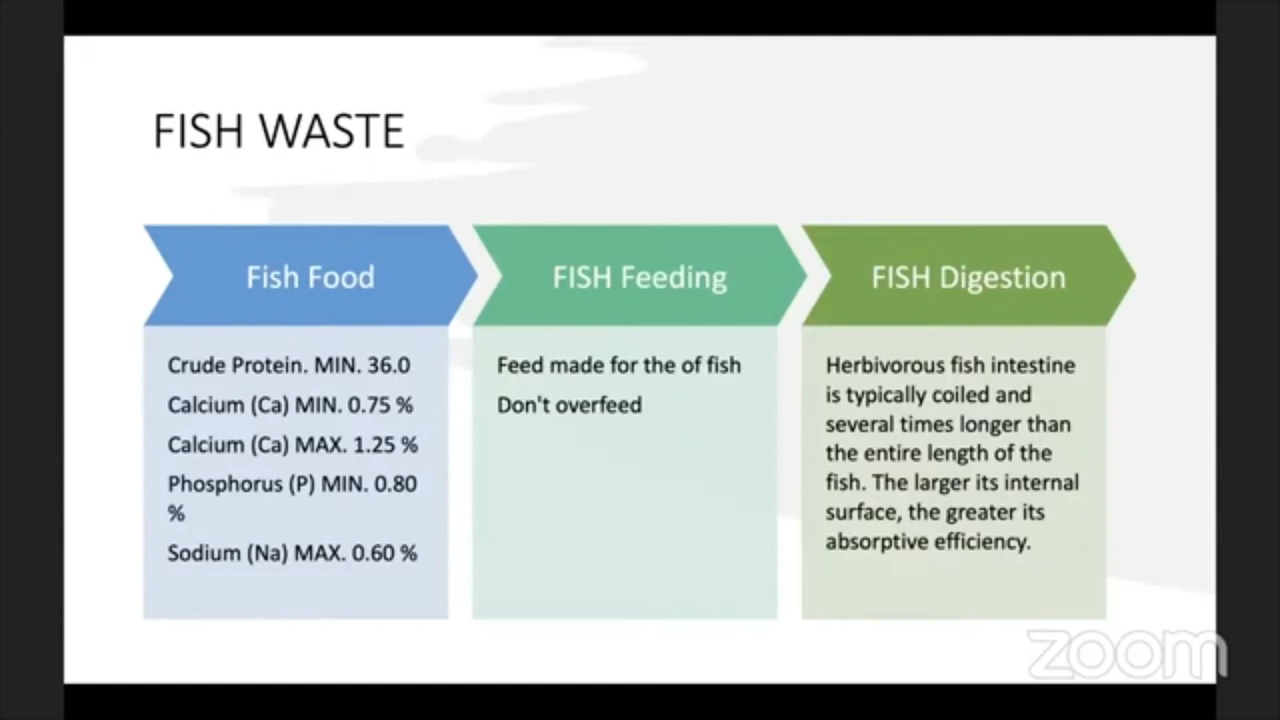 FISH WASTE
Fish Food
Crude Protein. MIN. 36.0
Calcium (Ca) MIN. 0.75 %
Calcium (Ca) MAX. 1.25 %
Phosphorus (P) MIN. 0.80
%
Sodium (Na) MAX. 0.60 %
FISH Feeding
Feed made for the of fish
Don't overfeed
FISH Digestion
Herbivorous fish intestine
is typically coiled and
several times longer than
the entire length of the
fish. The larger its internal
surface, the greater its
absorptive efficiency.
zoom